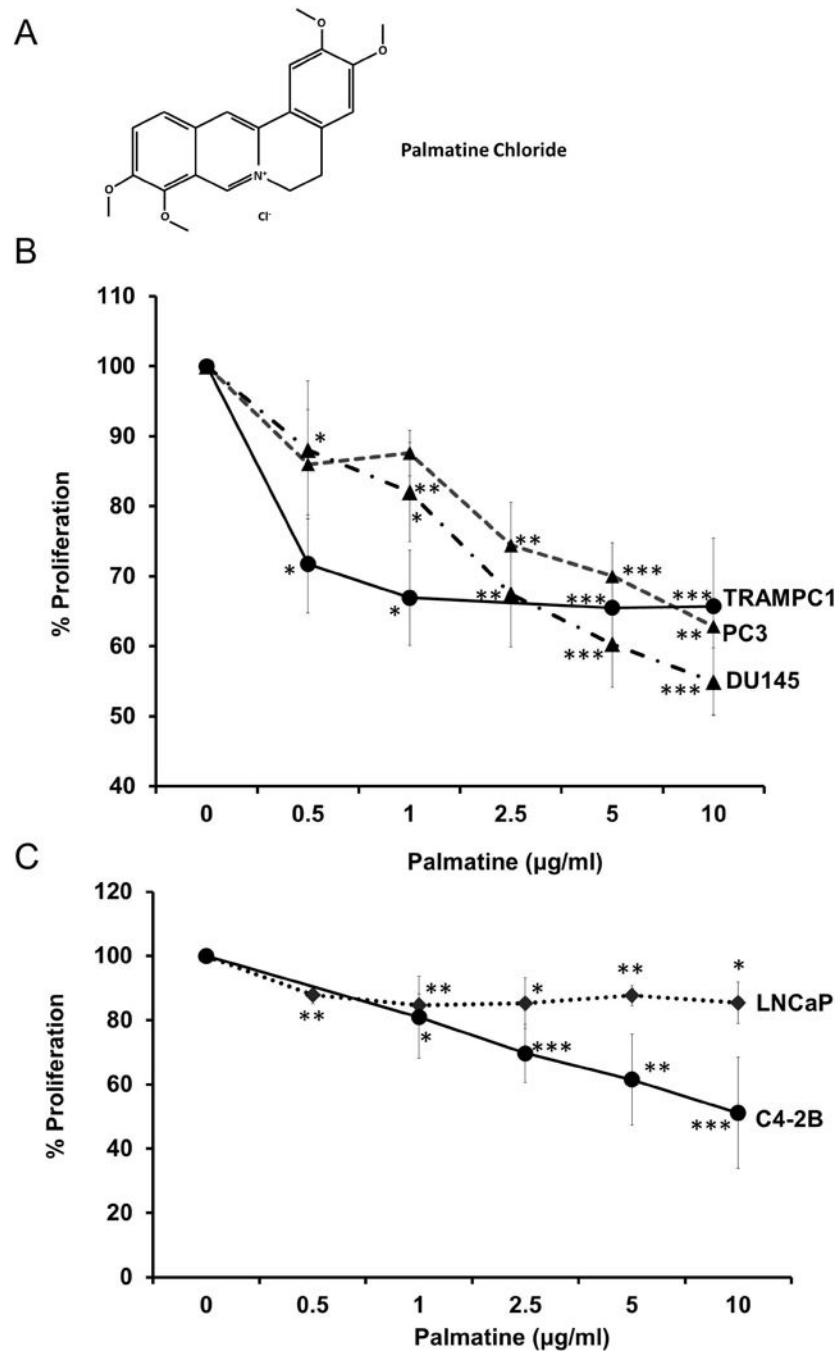 A
O
O
O
O
N⁺
Cl⁻
Palmatine Chloride
B
110
100
90
80
70
60
50
40
% Proliferation
*
**
*
*
*
**
**
***
***
***
***
**
***
TRAMPC1
PC3
DU145
0 0.5 1 2.5 5 10
Palmatine (µg/ml)
C
120
100
80
60
40
20
0
% Proliferation
**
**
*
*
***
**
**
*
***
LNCaP
C4-2B
0 0.5 1 2.5 5 10
Palmatine (µg/ml)